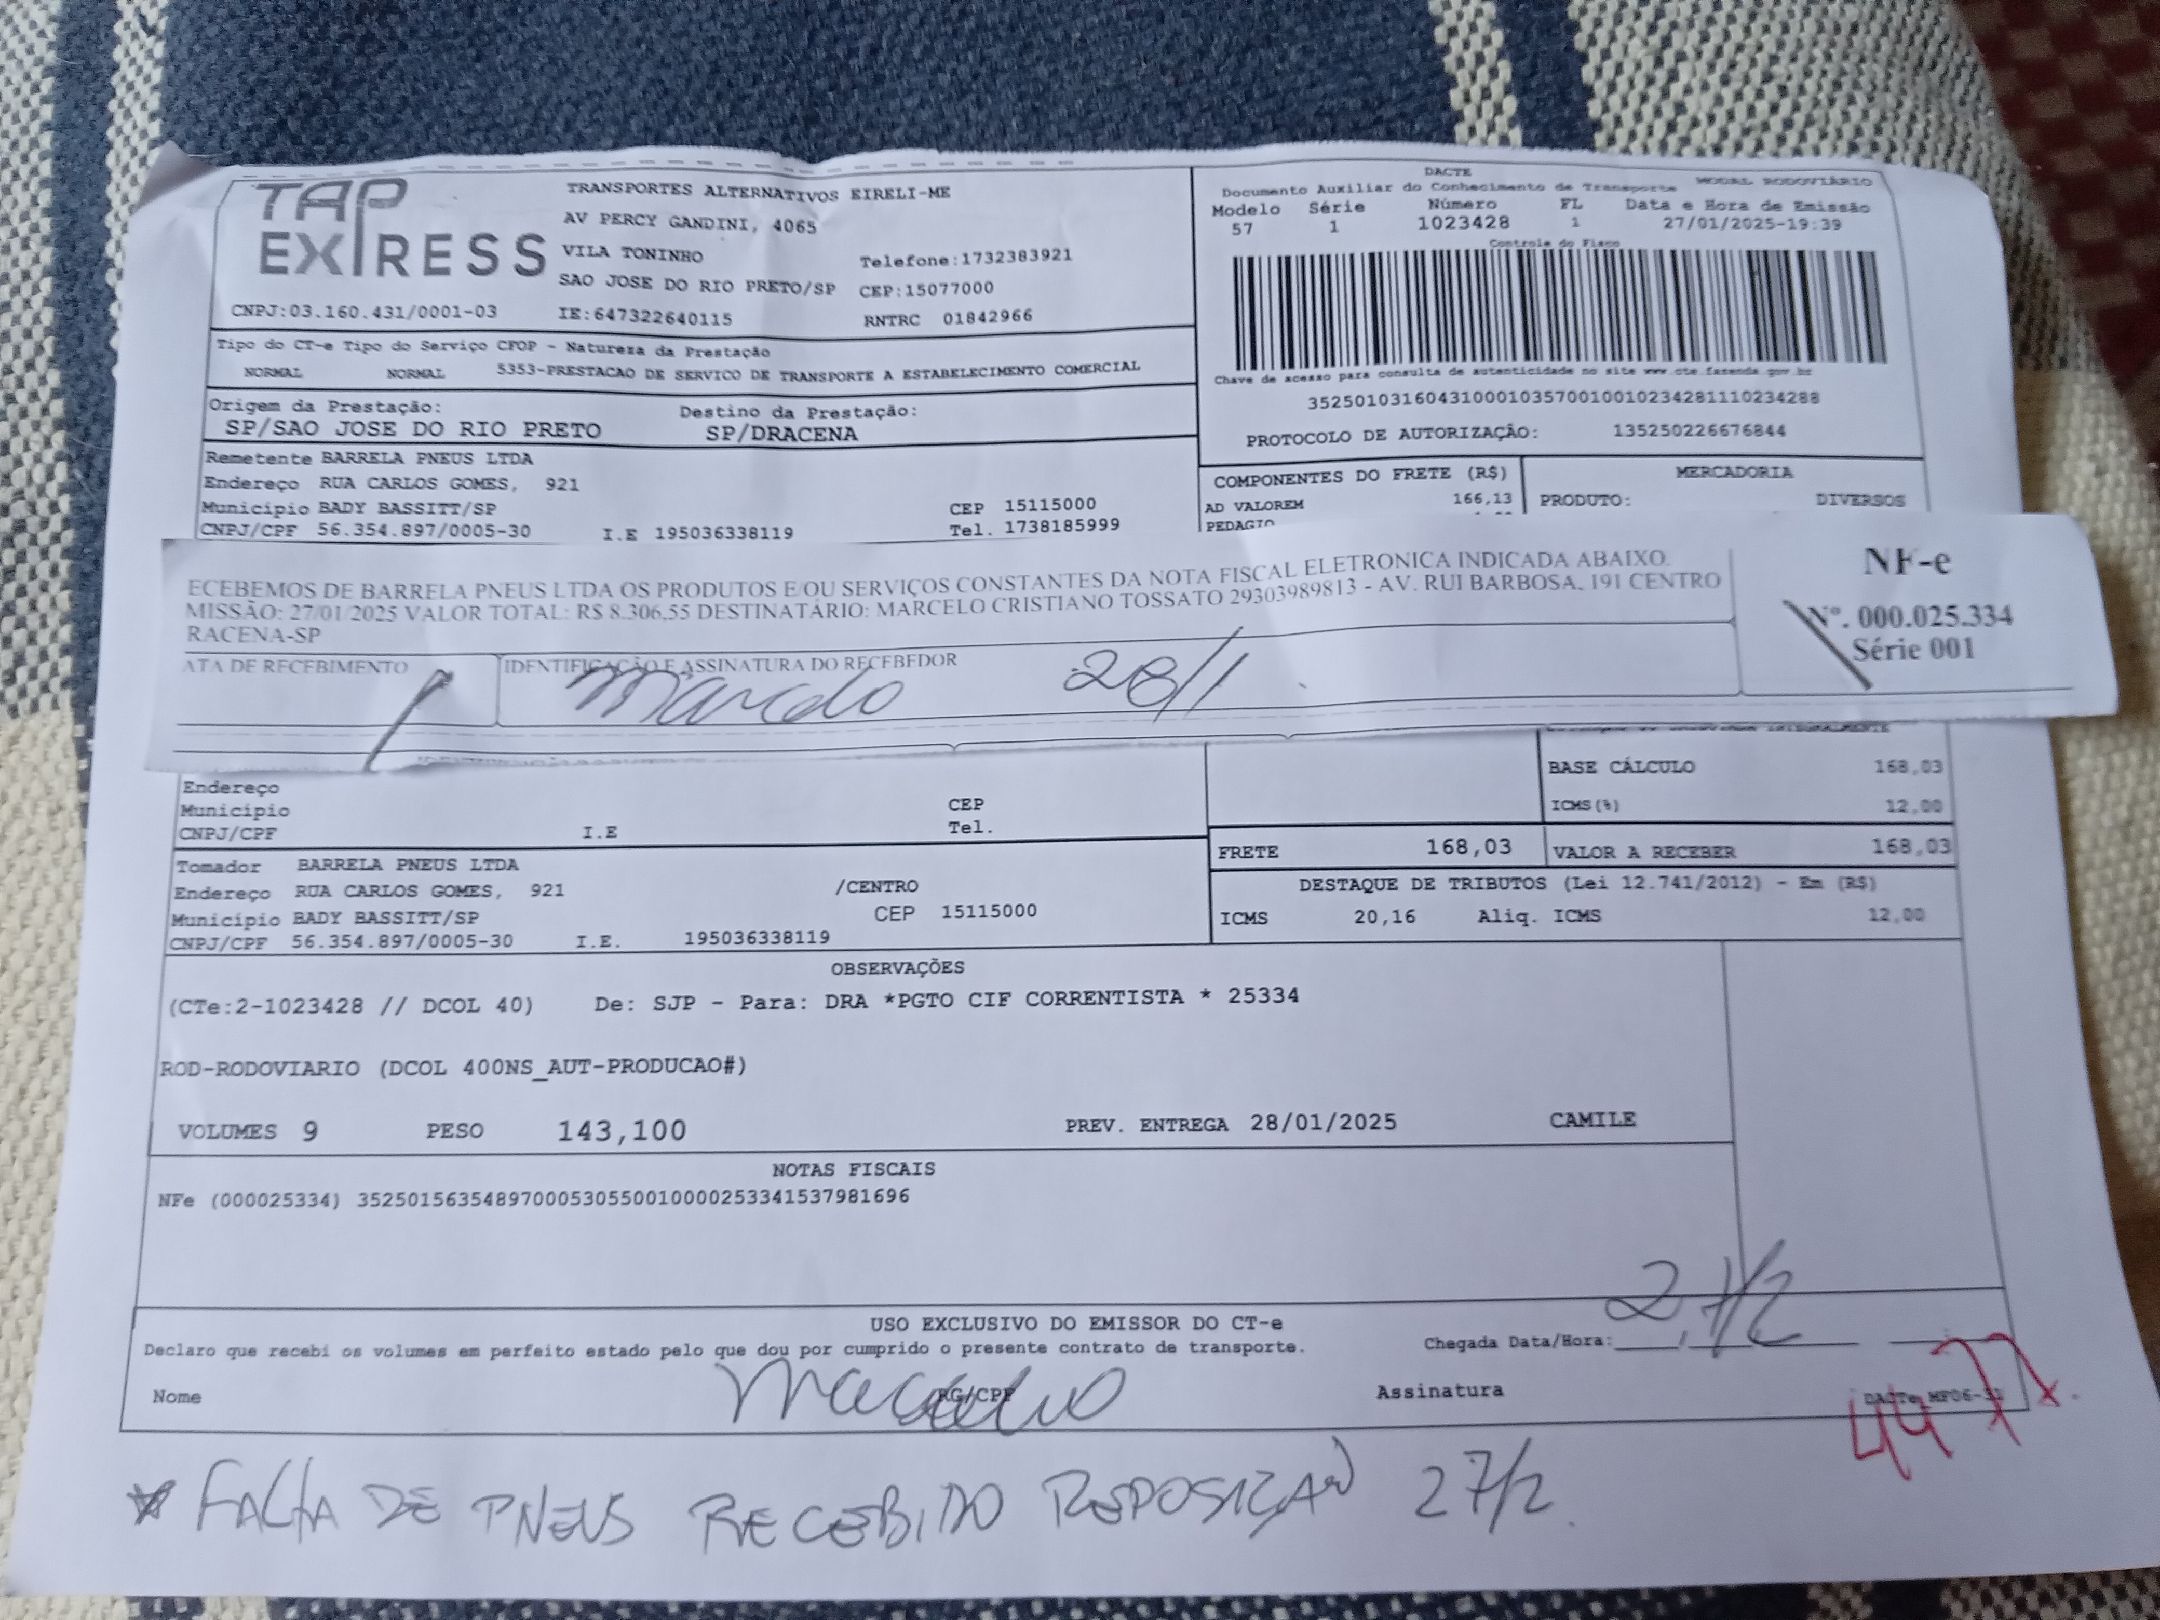 TAP EXPRESS
TRANSPORTES ALTERNATIVOS EIRELI-ME
AV PERCY GANDINI, 4065
VILA TONINHO Telefone:1732383921
SAO JOSE DO RIO PRETO/SP CEP:15077000
CNPJ:03.160.431/0001-03 IE:647322640115 RNTRC 01842966
DACTE
Documento Auxiliar do Conhecimento de Transporte MODAL RODOVIÁRIO
Modelo Série Número FL Data e Hora de Emissão
57 1 1023428 1 27/01/2025-19:39
Controle do Fisco
Chave de acesso para consulta de autenticidade no site www.cte.fazenda.gov.br
35250103160431000103570010010234281110234288
PROTOCOLO DE AUTORIZAÇÃO: 135250226676844
Tipo do CT-e Tipo do Serviço CFOP - Natureza da Prestação
NORMAL NORMAL 5353-PRESTACAO DE SERVICO DE TRANSPORTE A ESTABELECIMENTO COMERCIAL
Origem da Prestação: Destino da Prestação:
SP/SAO JOSE DO RIO PRETO SP/DRACENA
Remetente BARRELA PNEUS LTDA
Endereço RUA CARLOS GOMES, 921
Município BADY BASSITT/SP CEP 15115000
CNPJ/CPF 56.354.897/0005-30 I.E 195036338119 Tel. 1738185999
COMPONENTES DO FRETE (R$) MERCADORIA
AD VALOREM 166,13 PRODUTO: DIVERSOS
PEDAGIO
ECEBEMOS DE BARRELA PNEUS LTDA OS PRODUTOS E/OU SERVIÇOS CONSTANTES DA NOTA FISCAL ELETRONICA INDICADA ABAIXO.
MISSÃO: 27/01/2025 VALOR TOTAL: R$ 8.306,55 DESTINATÁRIO: MARCELO CRISTIANO TOSSATO 29303989813 - AV. RUI BARBOSA, 191 CENTRO
RACENA-SP
ATA DE RECEBIMENTO IDENTIFICAÇÃO E ASSINATURA DO RECEBEDOR
Marcelo 28/1
NF-e
Nº. 000.025.334
Série 001
Endereço
Município CEP
CNPJ/CPF I.E Tel.
BASE CÁLCULO 168,03
ICMS(%) 12,00
FRETE 168,03 VALOR A RECEBER 168,03
Tomador BARRELA PNEUS LTDA
Endereço RUA CARLOS GOMES, 921 /CENTRO
Município BADY BASSITT/SP CEP 15115000
CNPJ/CPF 56.354.897/0005-30 I.E. 195036338119
DESTAQUE DE TRIBUTOS (Lei 12.741/2012) - Em (R$)
ICMS 20,16 Aliq. ICMS 12,00
OBSERVAÇÕES
(CTe:2-1023428 // DCOL 40) De: SJP - Para: DRA *PGTO CIF CORRENTISTA * 25334
ROD-RODOVIARIO (DCOL 400NS_AUT-PRODUCAO#)
VOLUMES 9 PESO 143,100 PREV. ENTREGA 28/01/2025 CAMILE
NOTAS FISCAIS
NFe (000025334) 35250156354897000530550010000253341537981696
USO EXCLUSIVO DO EMISSOR DO CT-e
Declaro que recebi os volumes em perfeito estado pelo que dou por cumprido o presente contrato de transporte. Chegada Data/Hora: 27/2
Nome RG/CPF Assinatura
Marcelo
* FALTA DE PNEUS RECEBIDO REPOSIÇÃO 27/2.